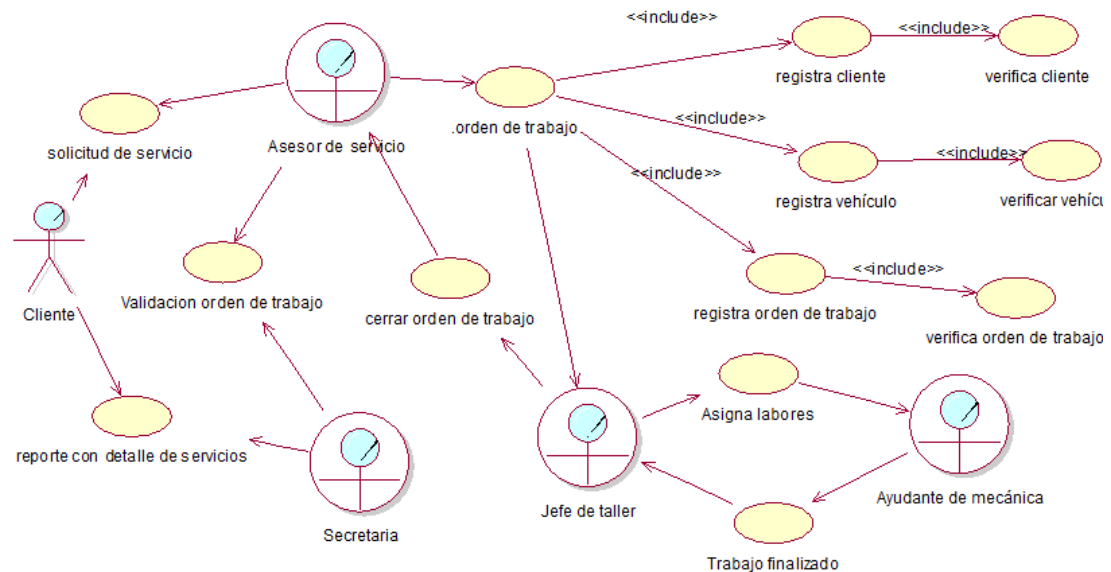 <<include>>
<<include>>
registra cliente
verifica cliente
.orden de trabajo
<<include>>
solicitud de servicio
Asesor de servicio
<<include>>
<<include>>
registra vehículo
verificar vehícu
<<include>>
Validacion orden de trabajo
cerrar orden de trabajo
registra orden de trabajo
verifica orden de trabajo
Cliente
Asigna labores
reporte con detalle de servicios
Secretaria
Jefe de taller
Ayudante de mecánica
Trabajo finalizado